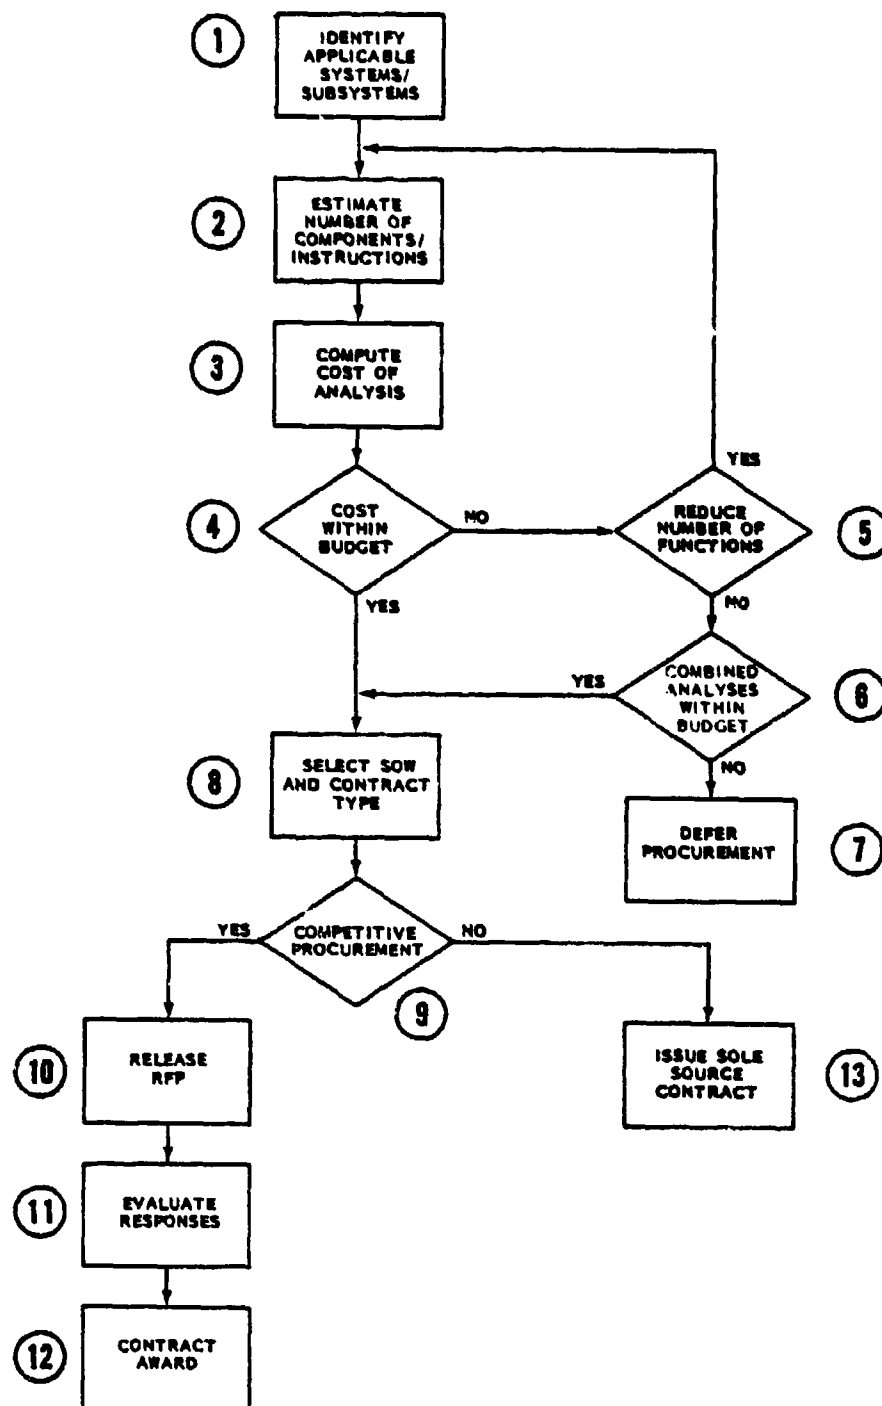 1
IDENTIFY
APPLICABLE
SYSTEMS/
SUBSYSTEMS
2
ESTIMATE
NUMBER OF
COMPONENTS/
INSTRUCTIONS
3
COMPUTE
COST OF
ANALYSIS
4
COST
WITHIN
BUDGET
NO
YES
YES
REDUCE
NUMBER OF
FUNCTIONS
5
NO
YES
COMBINED
ANALYSES
WITHIN
BUDGET
6
NO
8
SELECT SOW
AND CONTRACT
TYPE
DEFER
PROCUREMENT
7
YES
COMPETITIVE
PROCUREMENT
NO
9
10
RELEASE
RFP
ISSUE SOLE
SOURCE
CONTRACT
13
11
EVALUATE
RESPONSES
12
CONTRACT
AWARD